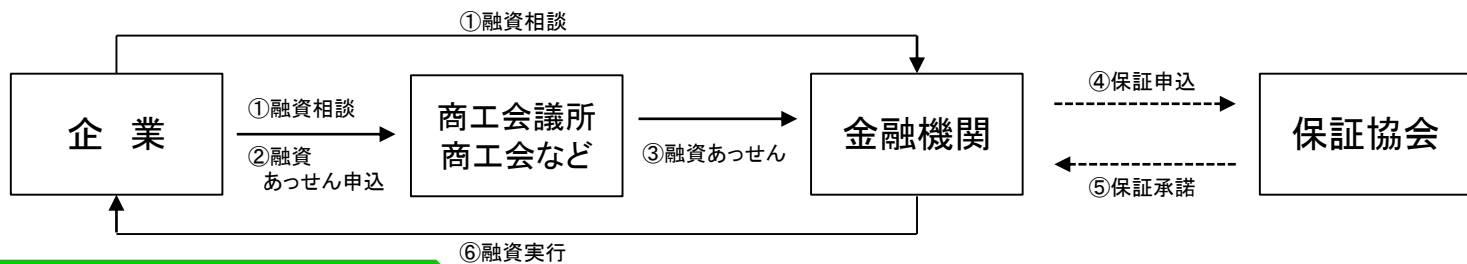 ①融資相談
企　業
①融資相談
②融資
あっせん申込
商工会議所
商工会など
③融資あっせん
金融機関
④保証申込
⑤保証承諾
保証協会
⑥融資実行